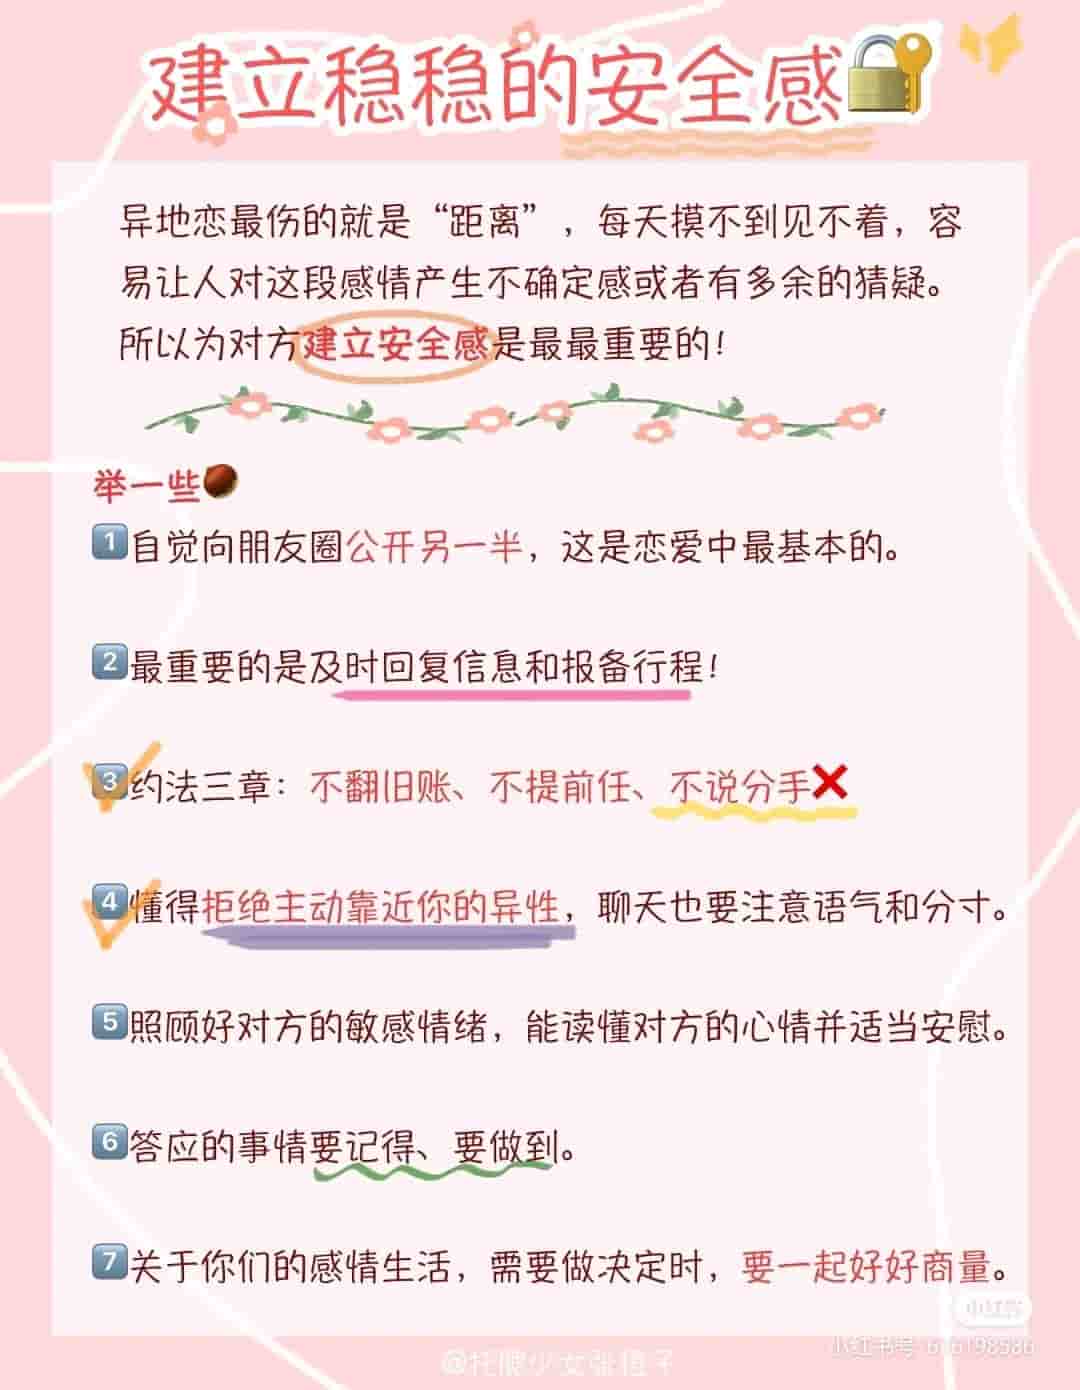 建立稳稳的安全感
异地恋最伤的就是“距离”，每天摸不到见不着，容
易让人对这段感情产生不确定感或者有多余的猜疑。
所以为对方建立安全感是最最重要的！
举一些
1 自觉向朋友圈公开另一半，这是恋爱中最基本的。
2 最重要的是及时回复信息和报备行程！
3 约法三章：不翻旧账、不提前任、不说分手
4 懂得拒绝主动靠近你的异性，聊天也要注意语气和分寸。
5 照顾好对方的敏感情绪，能读懂对方的心情并适当安慰。
6 答应的事情要记得、要做到。
7 关于你们的感情生活，需要做决定时，要一起好好商量。
小红书
小红书号